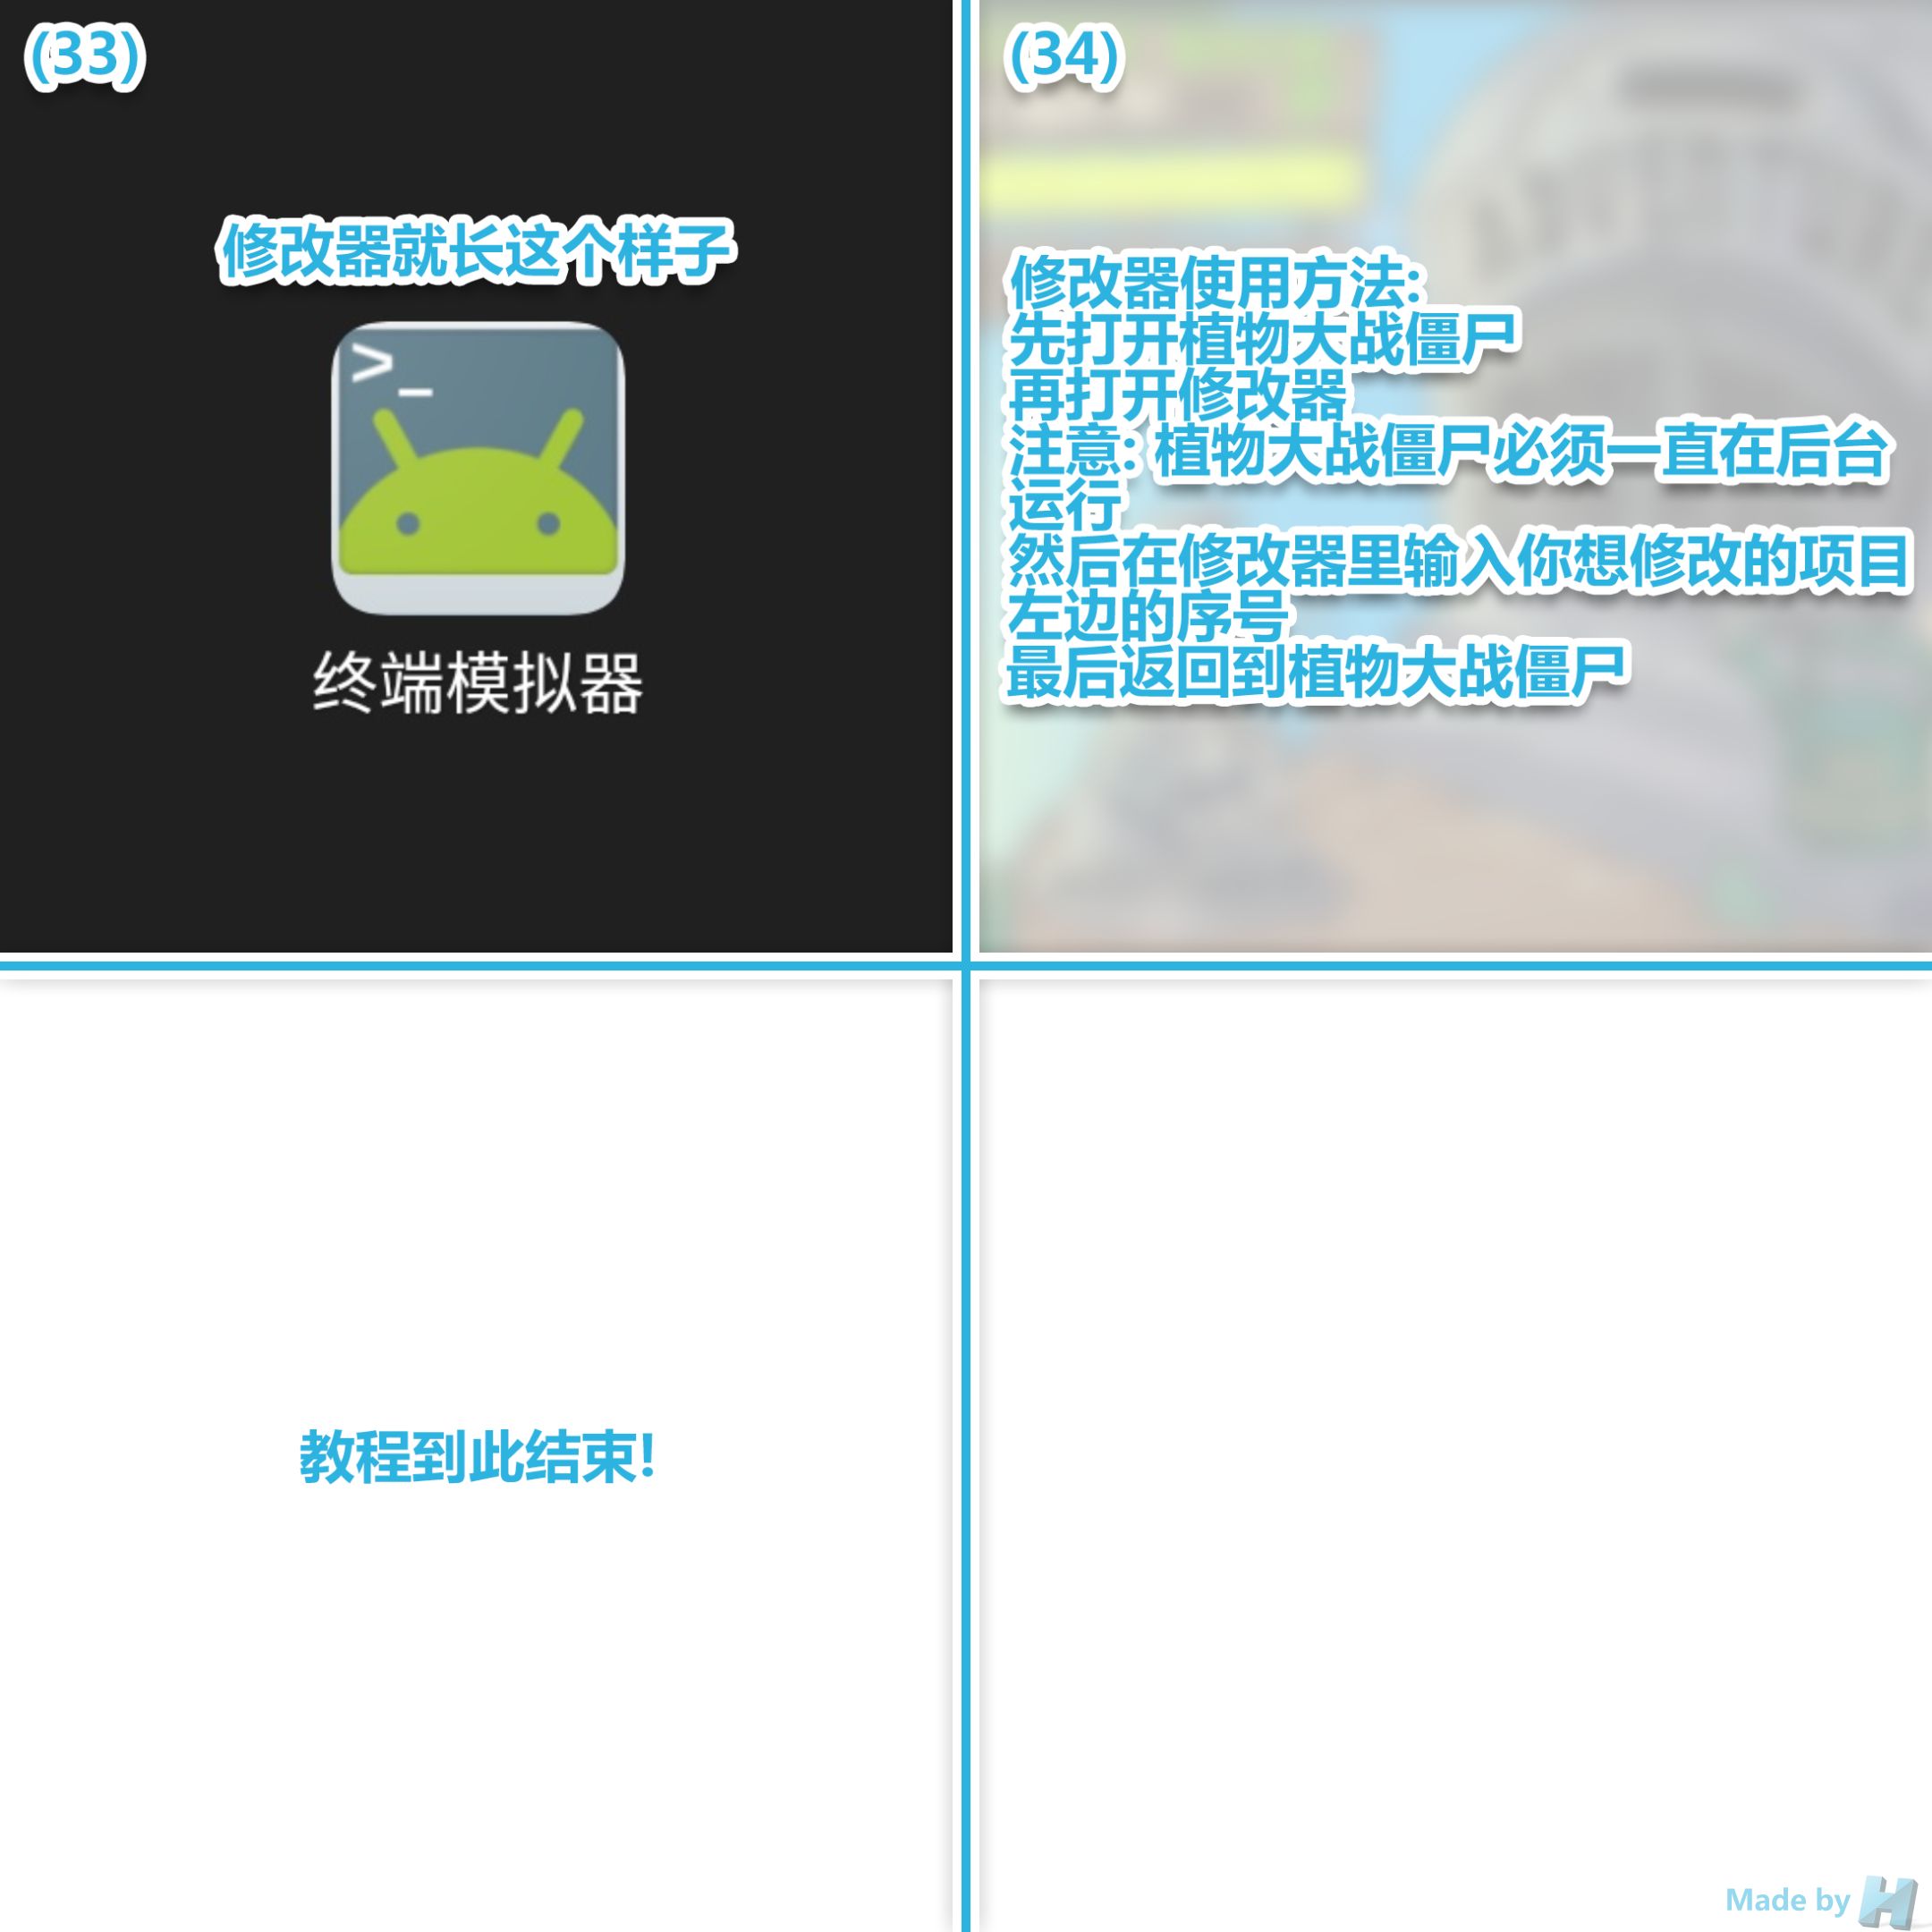 (33)
修改器就长这个样子
>_
终端模拟器
(34)
修改器使用方法:
先打开植物大战僵尸
再打开修改器
注意: 植物大战僵尸必须一直在后台
运行
然后在修改器里输入你想修改的项目
左边的序号
最后返回到植物大战僵尸
教程到此结束!
Made by H